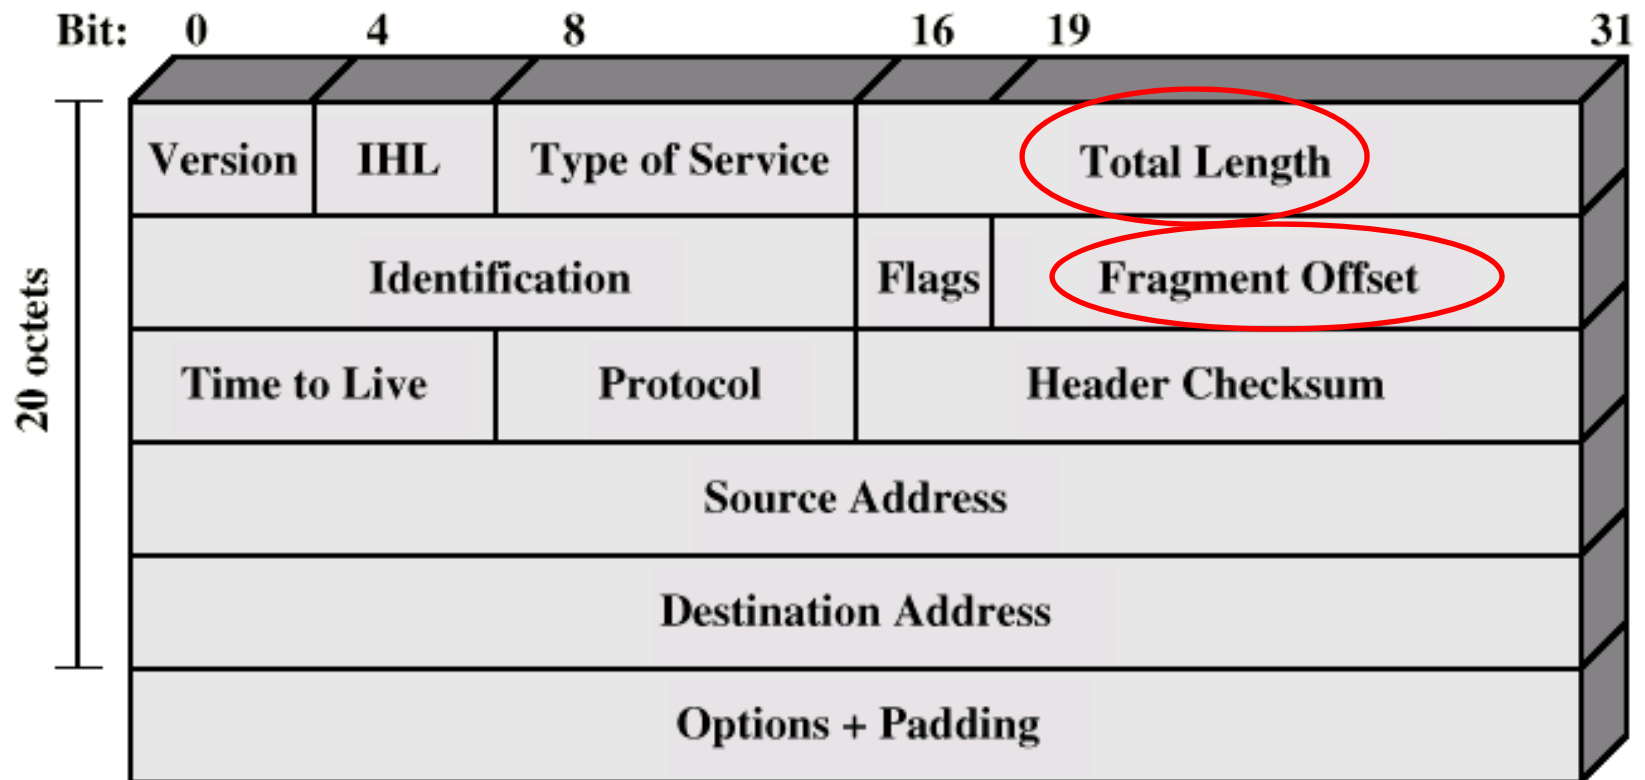 Bit: 0 4 8 16 19 31
Version IHL Type of Service Total Length
Identification Flags Fragment Offset
20 octets
Time to Live Protocol Header Checksum
Source Address
Destination Address
Options + Padding